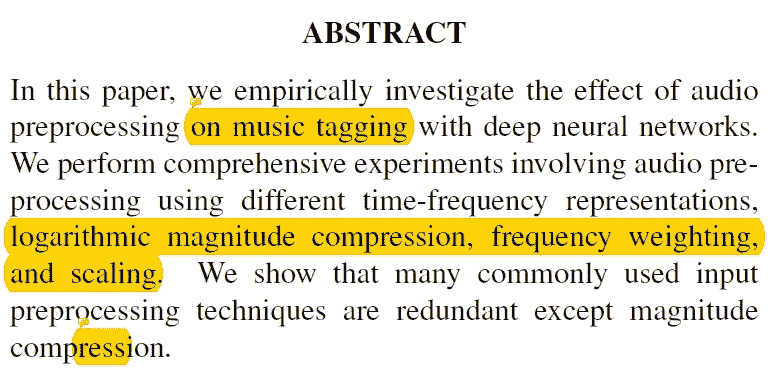 ABSTRACT
In this paper, we empirically investigate the effect of audio
preprocessing on music tagging with deep neural networks.
We perform comprehensive experiments involving audio pre-
processing using different time-frequency representations,
logarithmic magnitude compression, frequency weighting,
and scaling. We show that many commonly used input
preprocessing techniques are redundant except magnitude
compression.